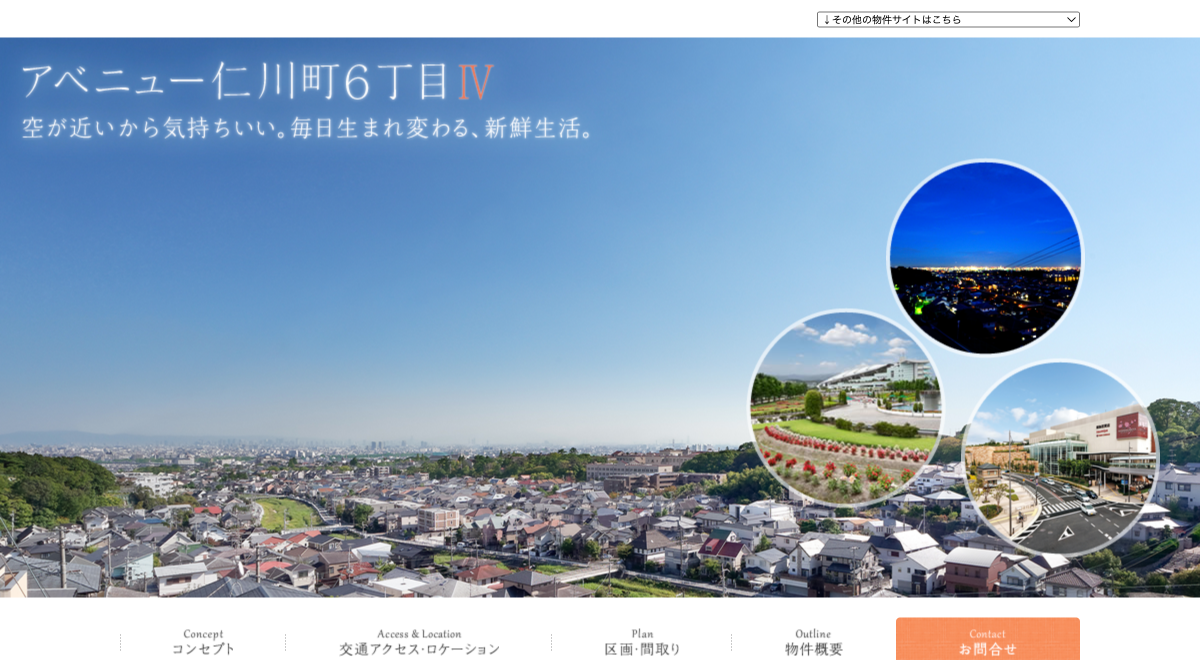 ↓その他の物件サイトはこちら
アベニュー仁川町6丁目Ⅳ
空が近いから気持ちいい。毎日生まれ変わる、新鮮生活。
Concept
コンセプト
Access & Location
交通アクセス・ロケーション
Plan
区画・間取り
Outline
物件概要
Contact
お問合せ